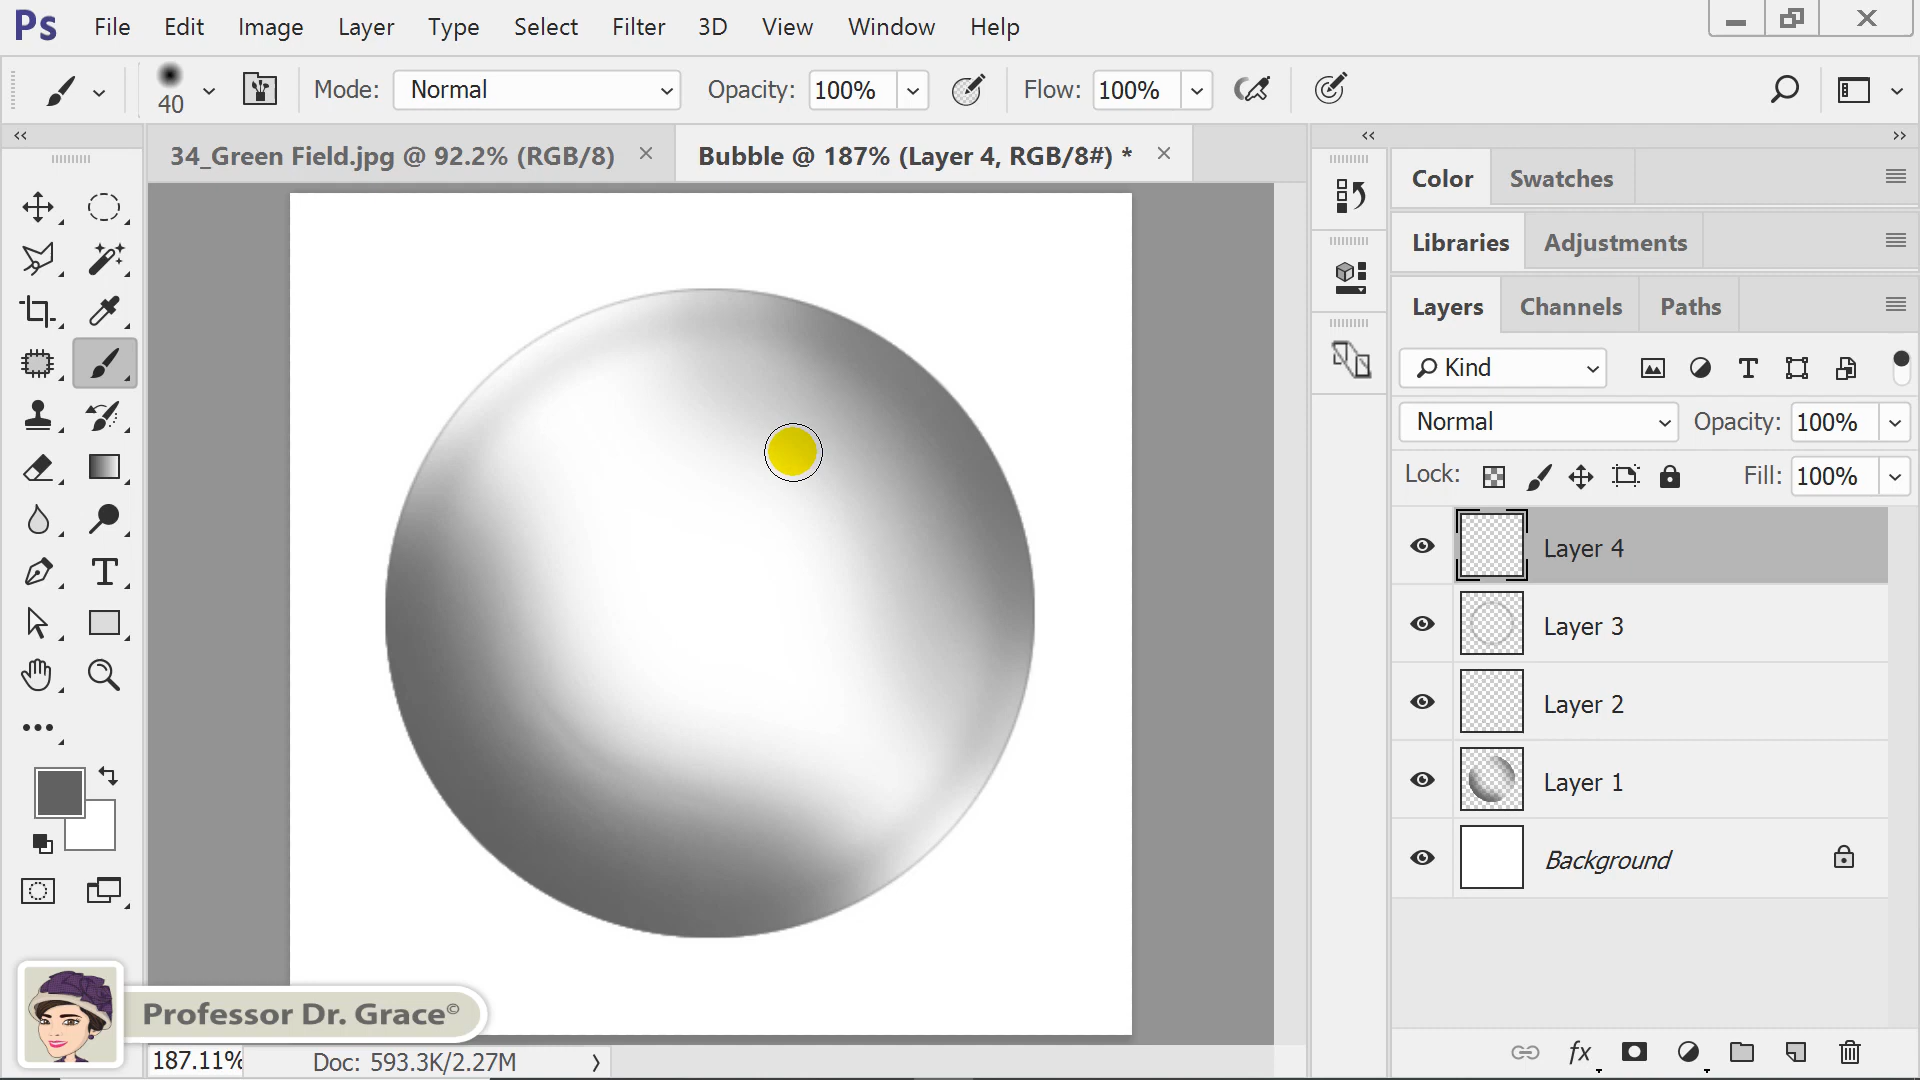 Ps File Edit Image Layer Type Select Filter 3D View Window Help
40 Mode: Normal Opacity: 100% Flow: 100%
34_Green Field.jpg @ 92.2% (RGB/8) × Bubble @ 187% (Layer 4, RGB/8#) * ×
Color Swatches
Libraries Adjustments
Layers Channels Paths
Kind
Normal Opacity: 100%
Lock: Fill: 100%
Layer 4
Layer 3
Layer 2
Layer 1
Background
Professor Dr. Grace©
187.11% Doc: 593.3K/2.27M
fx